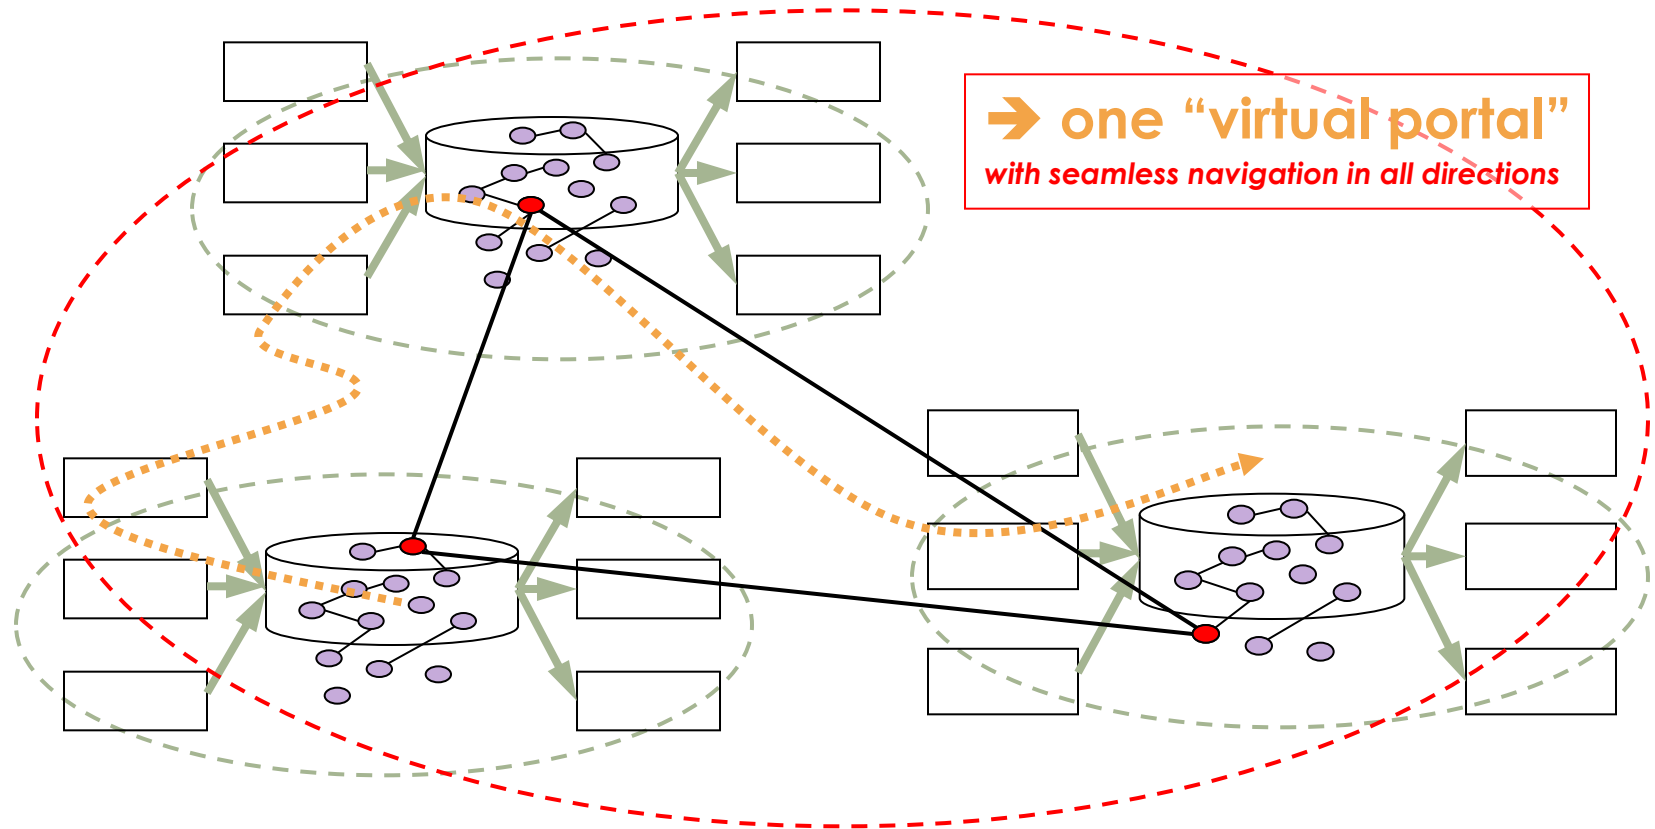 ➔ one “virtual portal”
with seamless navigation in all directions